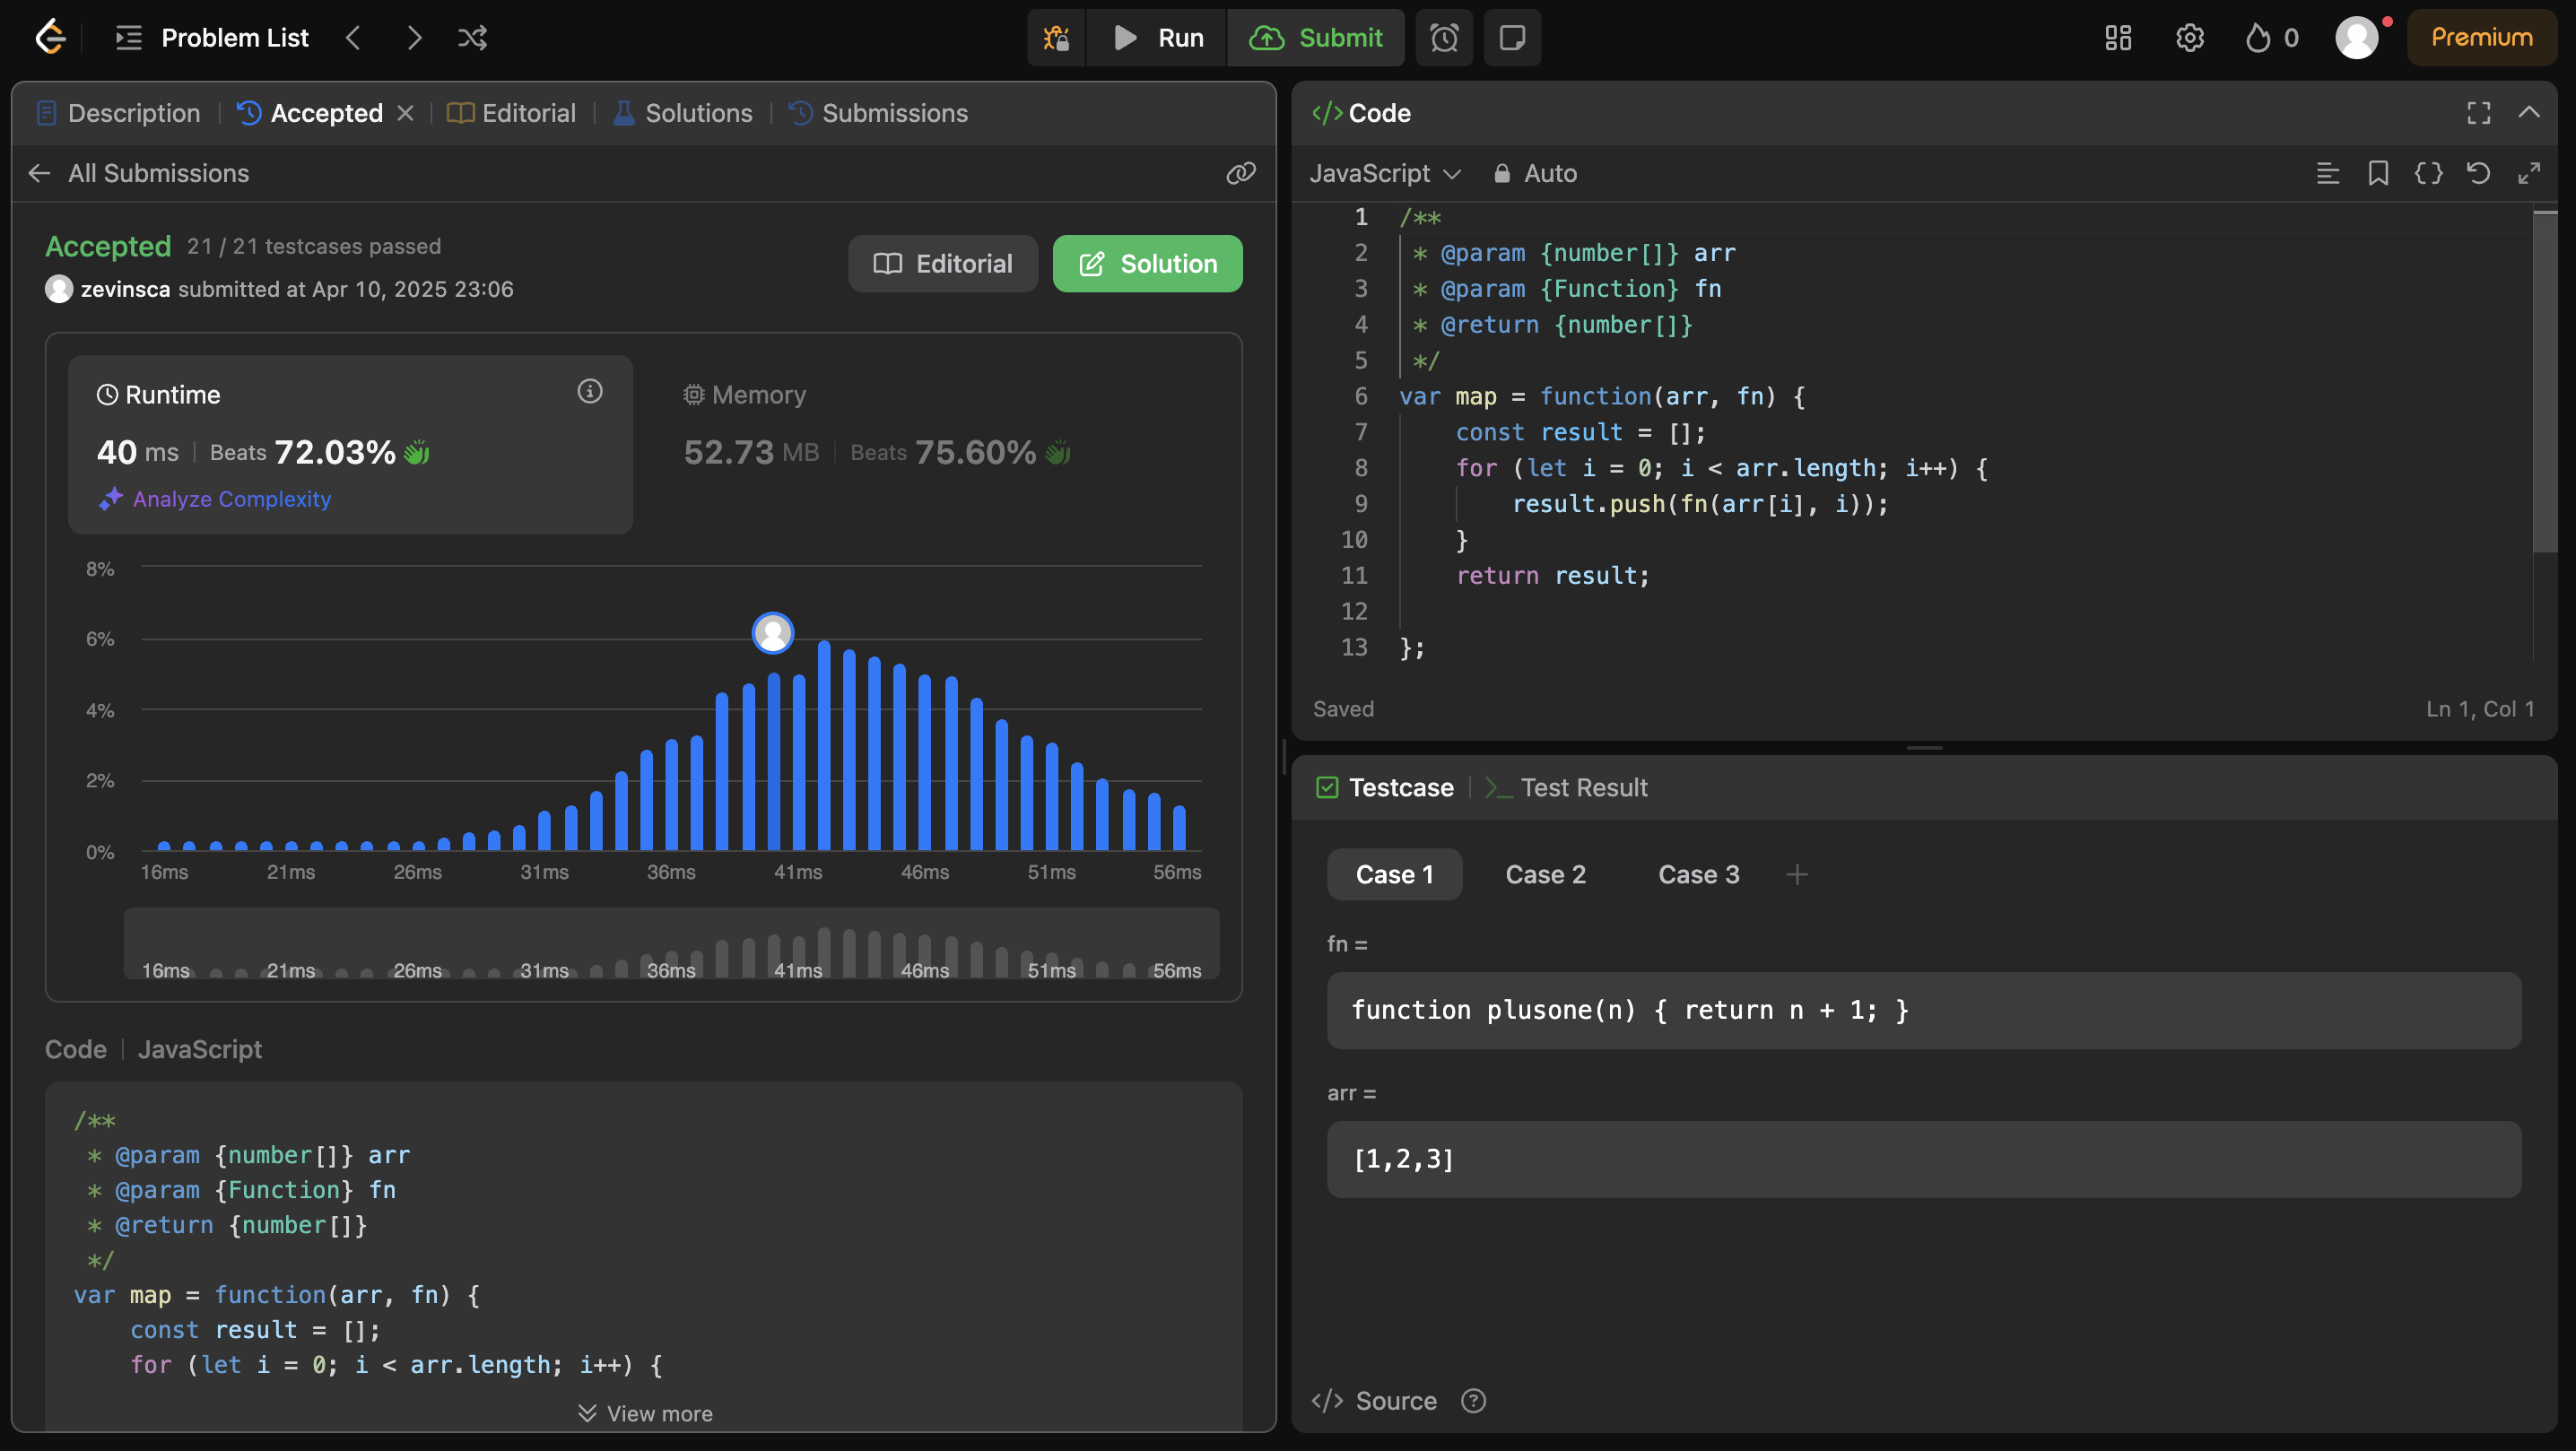 Problem List
Run
Submit
0
Premium
Description
Accepted
Editorial
Solutions
Submissions
All Submissions
Accepted 21 / 21 testcases passed
zevinsca submitted at Apr 10, 2025 23:06
Editorial
Solution
Runtime
40 ms Beats 72.03%
Analyze Complexity
Memory
52.73 MB Beats 75.60%
8%
6%
4%
2%
0%
16ms 21ms 26ms 31ms 36ms 41ms 46ms 51ms 56ms
16ms 21ms 26ms 31ms 36ms 41ms 46ms 51ms 56ms
Code JavaScript
/**
* @param {number[]} arr
* @param {Function} fn
* @return {number[]}
*/
var map = function(arr, fn) {
const result = [];
for (let i = 0; i < arr.length; i++) {
View more
</> Code
JavaScript Auto
1 /**
2 * @param {number[]} arr
3 * @param {Function} fn
4 * @return {number[]}
5 */
6 var map = function(arr, fn) {
7 const result = [];
8 for (let i = 0; i < arr.length; i++) {
9 result.push(fn(arr[i], i));
10 }
11 return result;
12
13 };
Saved
Ln 1, Col 1
Testcase
>_ Test Result
Case 1 Case 2 Case 3 +
fn =
function plusone(n) { return n + 1; }
arr =
[1,2,3]
</> Source ?